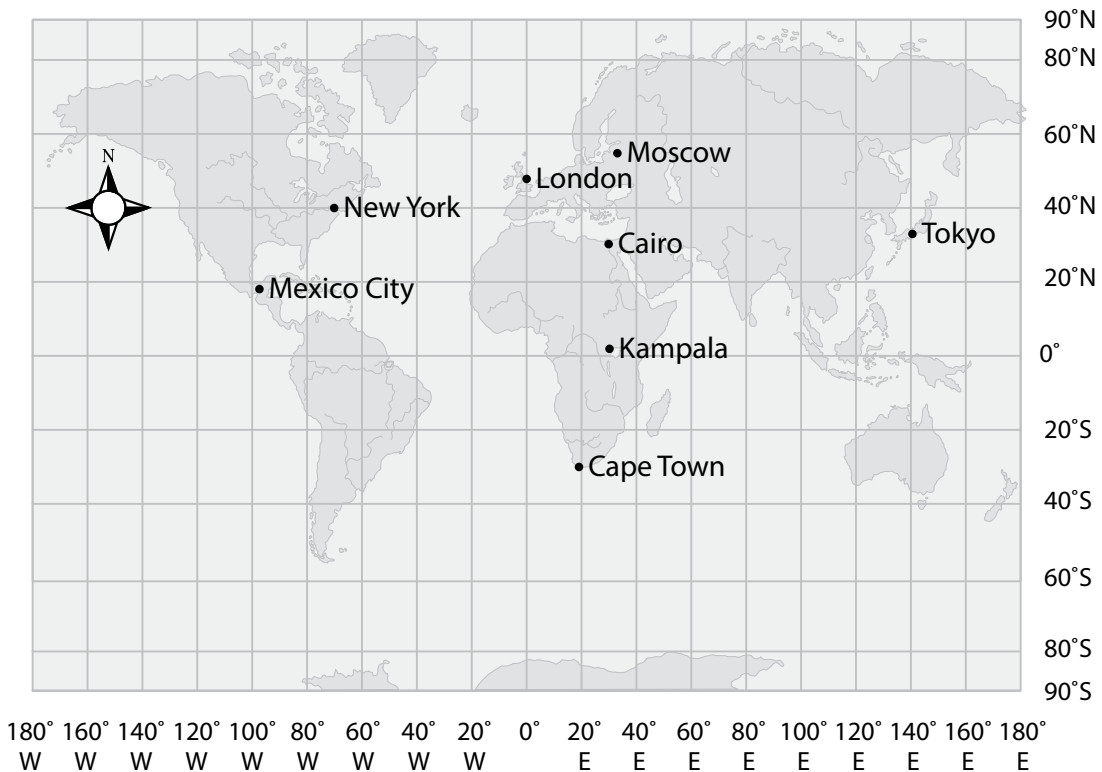 90˚N
80˚N
N
60˚N
Moscow
London
New York
40˚N
Tokyo
Cairo
20˚N
Mexico City
Kampala
0˚
20˚S
Cape Town
40˚S
60˚S
80˚S
90˚S
180˚ 160˚ 140˚ 120˚ 100˚ 80˚ 60˚ 40˚ 20˚ 0˚ 20˚ 40˚ 60˚ 80˚ 100˚ 120˚ 140˚ 160˚ 180˚
W W W W W W W W W E E E E E E E E E